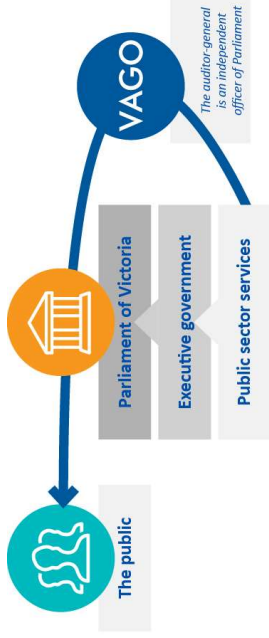 The public
Parliament of Victoria
Executive government
Public sector services
VAGO
The auditor-general
is an independent
officer of Parliament